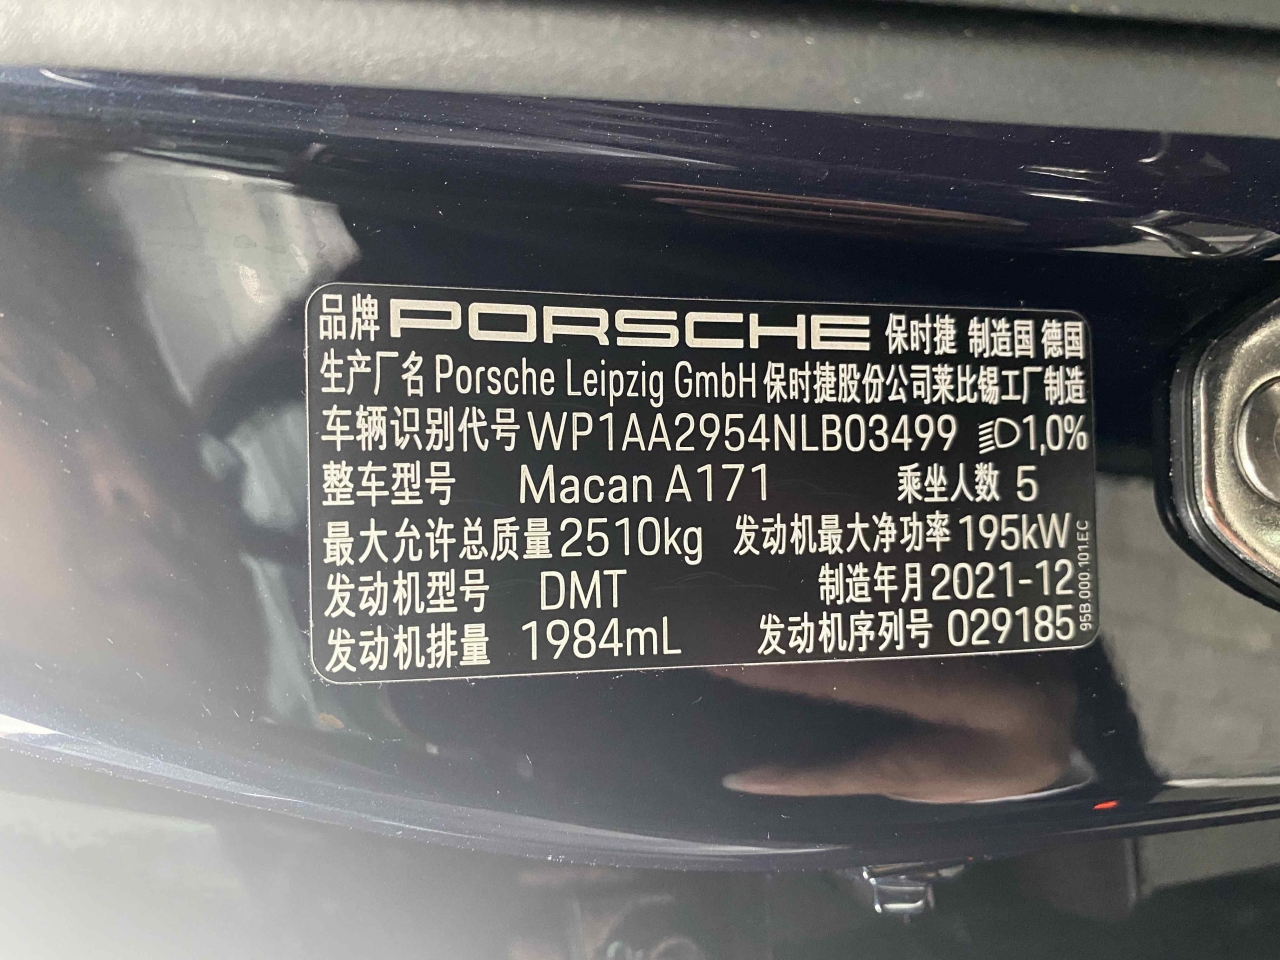 品牌 PORSCHE 保时捷 制造国 德国
生产厂名 Porsche Leipzig GmbH 保时捷股份公司莱比锡工厂制造
车辆识别代号 WP1AA2954NLB03499 1,0%
整车型号 Macan A171 乘坐人数 5
最大允许总质量 2510kg 发动机最大净功率 195kW
发动机型号 DMT 制造年月 2021-12
发动机排量 1984mL 发动机序列号 029185
95B.000.101.EC